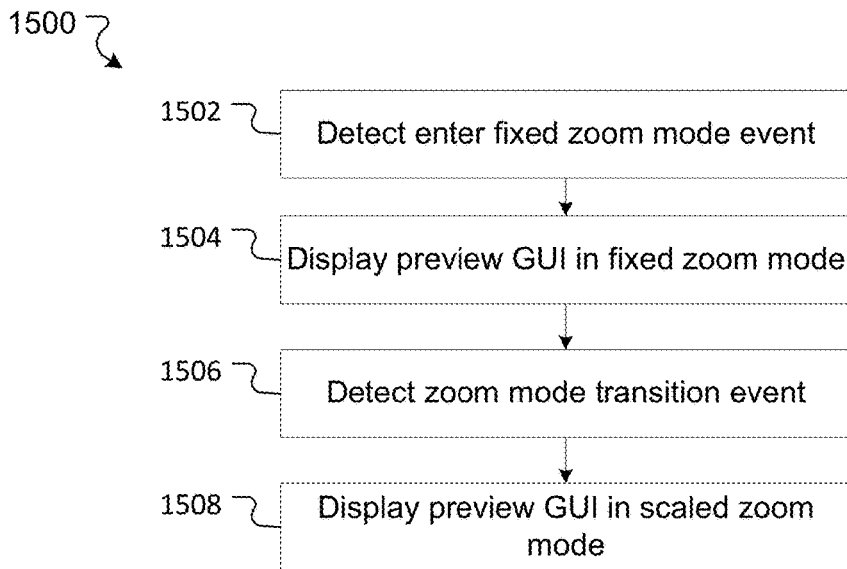 1500
1502
Detect enter fixed zoom mode event
1504
Display preview GUI in fixed zoom mode
1506
Detect zoom mode transition event
1508
Display preview GUI in scaled zoom
mode